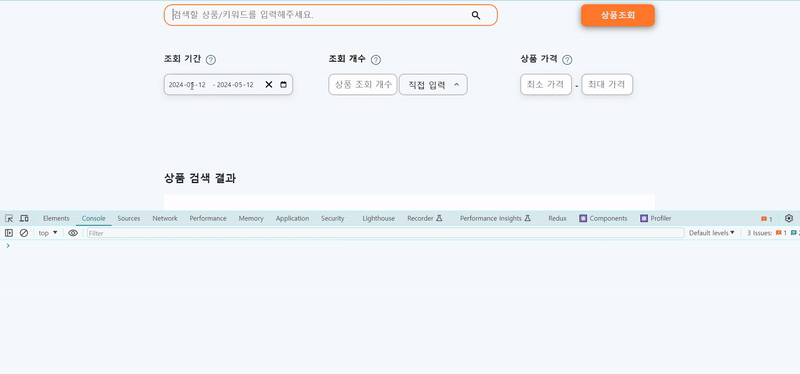 검색할 상품/키워드를 입력해주세요.
상품조회
조회 기간 ? 조회 개수 ? 상품 가격 ?
2024-05-12 - 2024-05-12 상품 조회 개수 직접 입력 최소 가격 - 최대 가격
상품 검색 결과
Elements Console Sources Network Performance Memory Application Security Lighthouse Recorder Performance insights Redux Components Profiler 1
top Filter Default levels 3 Issues: 1 2